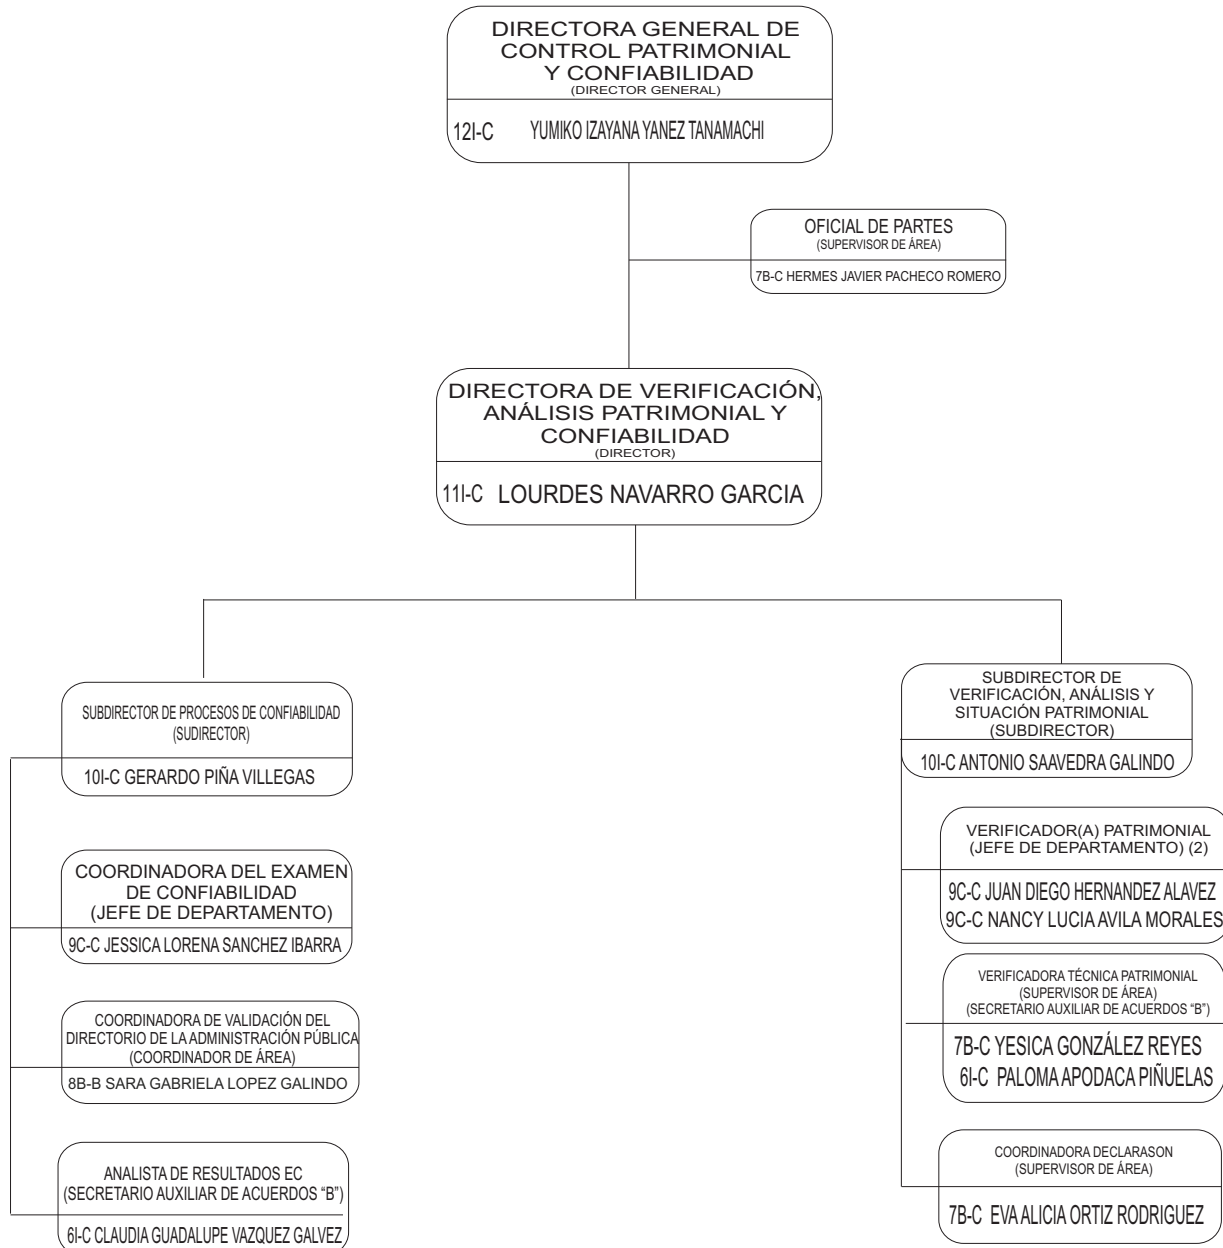 DIRECTORA GENERAL DE
CONTROL PATRIMONIAL
Y CONFIABILIDAD
(DIRECTOR GENERAL)
12I-C YUMIKO IZAYANA YANEZ TANAMACHI
OFICIAL DE PARTES
(SUPERVISOR DE ÁREA)
7B-C HERMES JAVIER PACHECO ROMERO
DIRECTORA DE VERIFICACIÓN,
ANÁLISIS PATRIMONIAL Y
CONFIABILIDAD
(DIRECTOR)
11I-C LOURDES NAVARRO GARCIA
SUBDIRECTOR DE PROCESOS DE CONFIABILIDAD
(SUDIRECTOR)
10I-C GERARDO PIÑA VILLEGAS
COORDINADORA DEL EXAMEN
DE CONFIABILIDAD
(JEFE DE DEPARTAMENTO)
9C-C JESSICA LORENA SANCHEZ IBARRA
COORDINADORA DE VALIDACIÓN DEL
DIRECTORIO DE LA ADMINISTRACIÓN PÚBLICA
(COORDINADOR DE ÁREA)
8B-B SARA GABRIELA LOPEZ GALINDO
ANALISTA DE RESULTADOS EC
(SECRETARIO AUXILIAR DE ACUERDOS “B”)
6I-C CLAUDIA GUADALUPE VAZQUEZ GALVEZ
SUBDIRECTOR DE
VERIFICACIÓN, ANÁLISIS Y
SITUACIÓN PATRIMONIAL
(SUBDIRECTOR)
10I-C ANTONIO SAAVEDRA GALINDO
VERIFICADOR(A) PATRIMONIAL
(JEFE DE DEPARTAMENTO) (2)
9C-C JUAN DIEGO HERNANDEZ ALAVEZ
9C-C NANCY LUCIA AVILA MORALES
VERIFICADORA TÉCNICA PATRIMONIAL
(SUPERVISOR DE ÁREA)
(SECRETARIO AUXILIAR DE ACUERDOS “B”)
7B-C YESICA GONZÁLEZ REYES
6I-C PALOMA APODACA PIÑUELAS
COORDINADORA DECLARASON
(SUPERVISOR DE ÁREA)
7B-C EVA ALICIA ORTIZ RODRIGUEZ